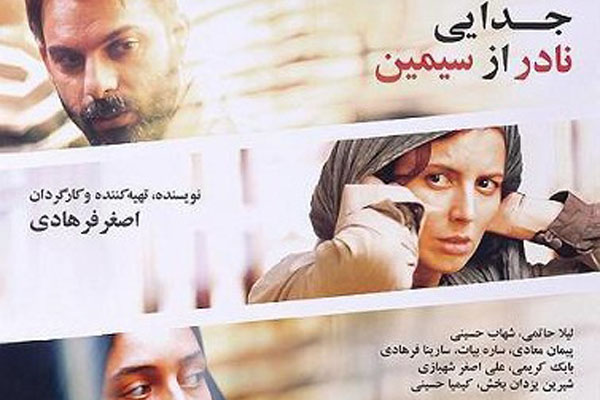 جدایی
نادر از سیمین
نویسنده، تهیه‌کننده و کارگردان
اصغر فرهادی
لیلا حاتمی، شهاب حسینی
پیمان معادی، ساره بیات، سارینا فرهادی
بابک کریمی، علی اصغر شهبازی
شیرین یزدان بخش، کیمیا حسینی